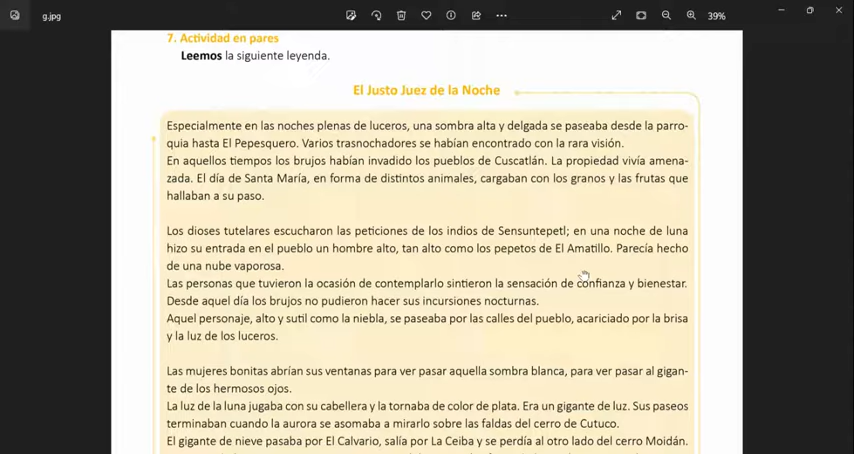 g.jpg
39%
7. Actividad en pares
Leemos la siguiente leyenda.
El Justo Juez de la Noche
Especialmente en las noches plenas de luceros, una sombra alta y delgada se paseaba desde la parro-
quia hasta El Pepesquero. Varios trasnochadores se habían encontrado con la rara visión.
En aquellos tiempos los brujos habían invadido los pueblos de Cuscatlán. La propiedad vivía amena-
zada. El día de Santa María, en forma de distintos animales, cargaban con los granos y las frutas que
hallaban a su paso.
Los dioses tutelares escucharon las peticiones de los indios de Sensuntepetl; en una noche de luna
hizo su entrada en el pueblo un hombre alto, tan alto como los pepetos de El Amatillo. Parecía hecho
de una nube vaporosa.
Las personas que tuvieron la ocasión de contemplarlo sintieron la sensación de confianza y bienestar.
Desde aquel día los brujos no pudieron hacer sus incursiones nocturnas.
Aquel personaje, alto y sutil como la niebla, se paseaba por las calles del pueblo, acariciado por la brisa
y la luz de los luceros.
Las mujeres bonitas abrían sus ventanas para ver pasar aquella sombra blanca, para ver pasar al gigan-
te de los hermosos ojos.
La luz de la luna jugaba con su cabellera y la tornaba de color de plata. Era un gigante de luz. Sus paseos
terminaban cuando la aurora se asomaba a mirarlo sobre las faldas del cerro de Cutuco.
El gigante de nieve pasaba por El Calvario, salía por La Ceiba y se perdía al otro lado del cerro Moidán.